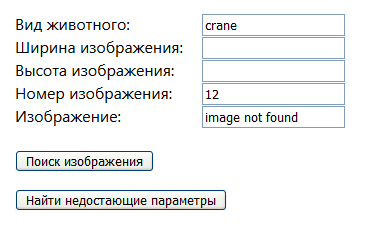 Вид животного: crane
Ширина изображения:
Высота изображения:
Номер изображения: 12
Изображение: image not found
Поиск изображения
Найти недостающие параметры